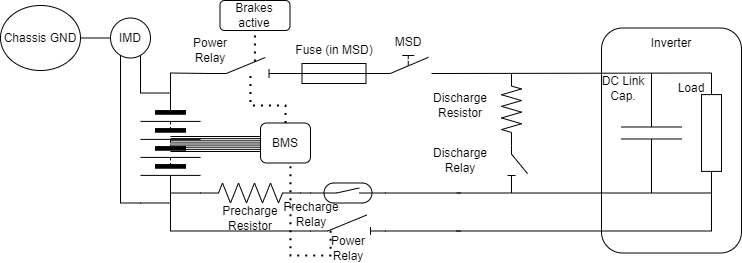 Brakes
active
Chassis GND
IMD
Power
Relay
Fuse (in MSD)
MSD
Inverter
DC Link
Cap.
Load
Discharge
Resistor
BMS
Discharge
Relay
Precharge
Resistor
Precharge
Relay
Power
Relay